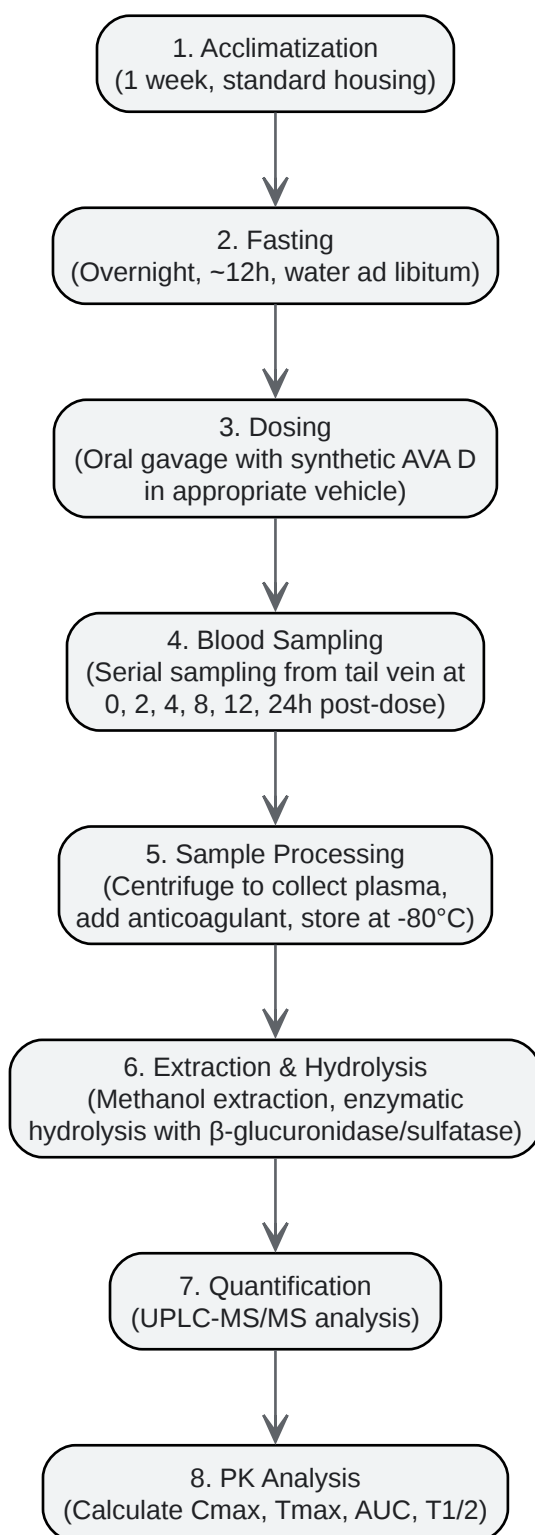 1. Acclimatization
(1 week, standard housing)
2. Fasting
(Overnight, ~12h, water ad libitum)
3. Dosing
(Oral gavage with synthetic AVA D
in appropriate vehicle)
4. Blood Sampling
(Serial sampling from tail vein at
0, 2, 4, 8, 12, 24h post-dose)
5. Sample Processing
(Centrifuge to collect plasma,
add anticoagulant, store at -80°C)
6. Extraction & Hydrolysis
(Methanol extraction, enzymatic
hydrolysis with β-glucuronidase/sulfatase)
7. Quantification
(UPLC-MS/MS analysis)
8. PK Analysis
(Calculate Cmax, Tmax, AUC, T1/2)